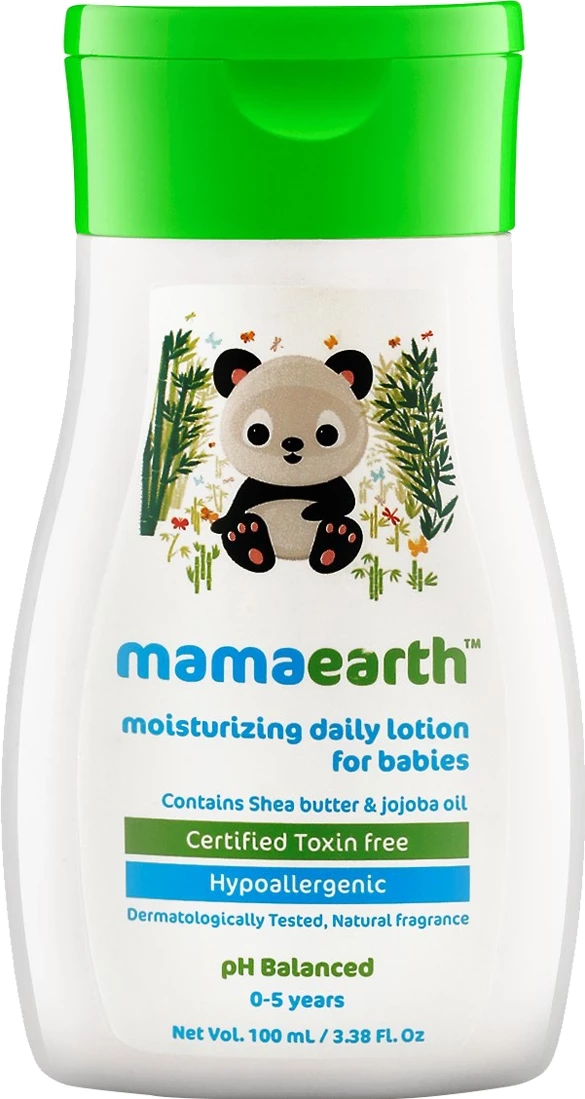 mamaearth™
moisturizing daily lotion
for babies
Contains Shea butter & jojoba oil
Certified Toxin free
Hypoallergenic
Dermatologically Tested, Natural fragrance
pH Balanced
0-5 years
Net Vol. 100 mL / 3.38 Fl. Oz